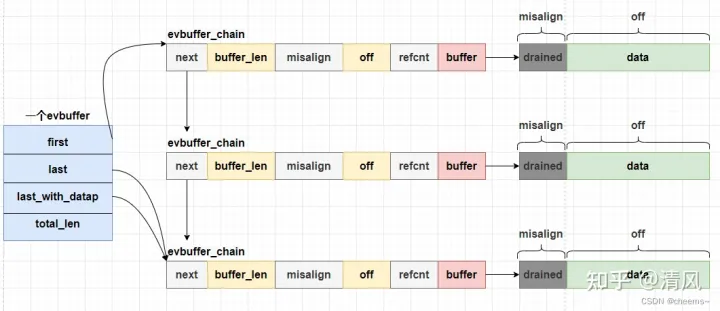 misalign off
evbuffer_chain
next buffer_len misalign off refcnt buffer drained data
一个evbuffer
first
last
last_with_datap
total_len
misalign off
evbuffer_chain
next buffer_len misalign off refcnt buffer drained data
misalign off
evbuffer_chain
next buffer_len misalign off refcnt buffer drained data
知乎 @清风
CSDN @cheems~